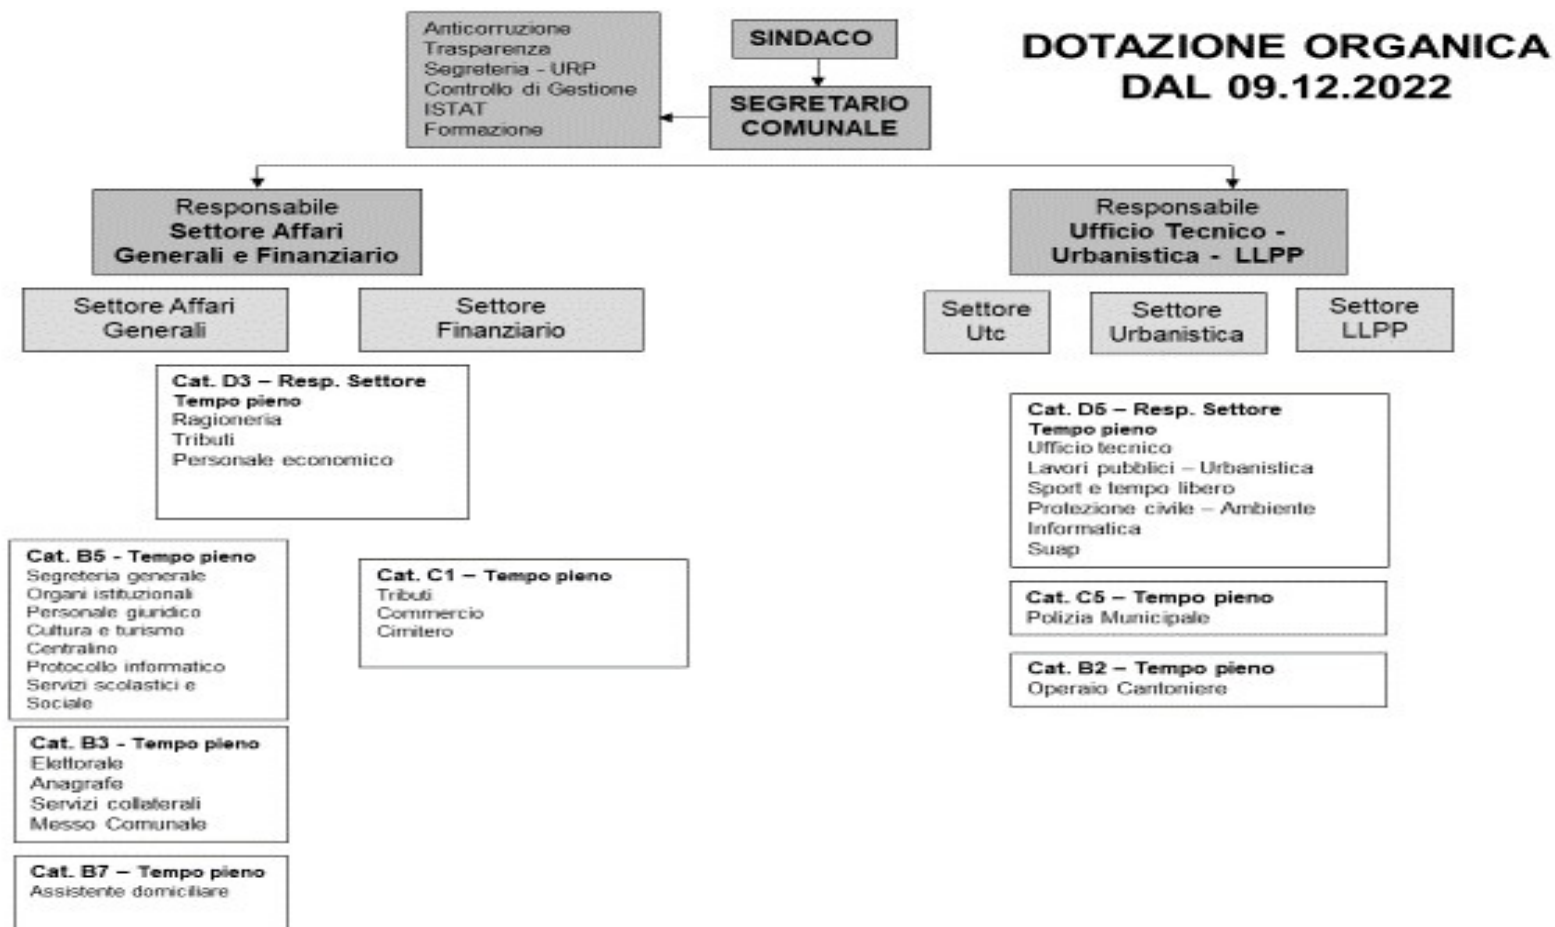 Anticorruzione
Trasparenza
Segreteria - URP
Controllo di Gestione
ISTAT
Formazione
SINDACO
SEGRETARIO
COMUNALE
DOTAZIONE ORGANICA
DAL 09.12.2022
Responsabile
Settore Affari
Generali e Finanziario
Responsabile
Ufficio Tecnico -
Urbanistica - LLPP
Settore Affari
Generali
Settore
Finanziario
Settore
Utc
Settore
Urbanistica
Settore
LLPP
Cat. D3 – Resp. Settore
Tempo pieno
Ragioneria
Tributi
Personale economico
Cat. D5 – Resp. Settore
Tempo pieno
Ufficio tecnico
Lavori pubblici – Urbanistica
Sport e tempo libero
Protezione civile – Ambiente
Informatica
Suap
Cat. B5 - Tempo pieno
Segreteria generale
Organi istituzionali
Personale giuridico
Cultura e turismo
Centralino
Protocollo informatico
Servizi scolastici e
Sociale
Cat. C1 – Tempo pieno
Tributi
Commercio
Cimitero
Cat. C5 – Tempo pieno
Polizia Municipale
Cat. B2 – Tempo pieno
Operaio Cantoniere
Cat. B3 - Tempo pieno
Elettorale
Anagrafe
Servizi collaterali
Messo Comunale
Cat. B7 – Tempo pieno
Assistente domiciliare